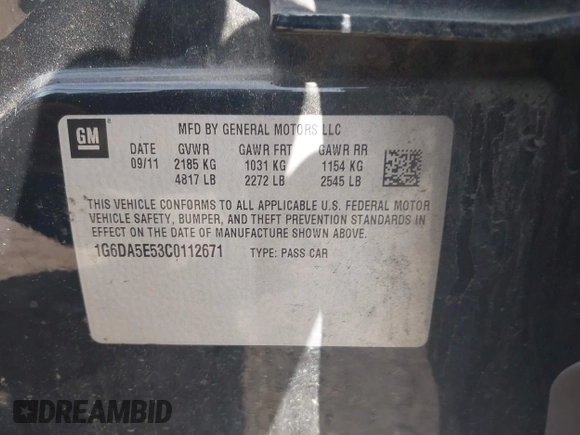 GM
MFD BY GENERAL MOTORS LLC
DATE GVWR GAWR FRT GAWR RR
09/11 2185 KG 1031 KG 1154 KG
4817 LB 2272 LB 2545 LB
THIS VEHICLE CONFORMS TO ALL APPLICABLE U.S. FEDERAL MOTOR
VEHICLE SAFETY, BUMPER, AND THEFT PREVENTION STANDARDS IN
EFFECT ON THE DATE OF MANUFACTURE SHOWN ABOVE.
1G6DA5E53C0112671 TYPE: PASS CAR
DREAMBID